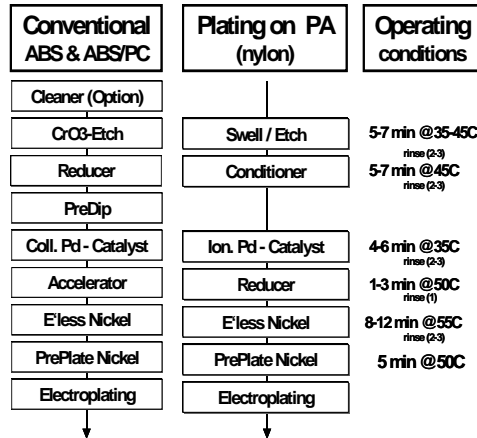 Conventional
ABS & ABS/PC
Plating on PA
(nylon)
Operating
conditions
Cleaner (Option)
CrO3-Etch
Swell / Etch
5-7 min @35-45C
rinse (2-3)
Reducer
Conditioner
5-7 min @45C
rinse (2-3)
PreDip
Coll. Pd - Catalyst
Ion. Pd - Catalyst
4-6 min @35C
rinse (2-3)
Accelerator
Reducer
1-3 min @50C
rinse (1)
E'less Nickel
E'less Nickel
8-12 min @55C
rinse (2-3)
PrePlate Nickel
PrePlate Nickel
5 min @50C
Electroplating
Electroplating